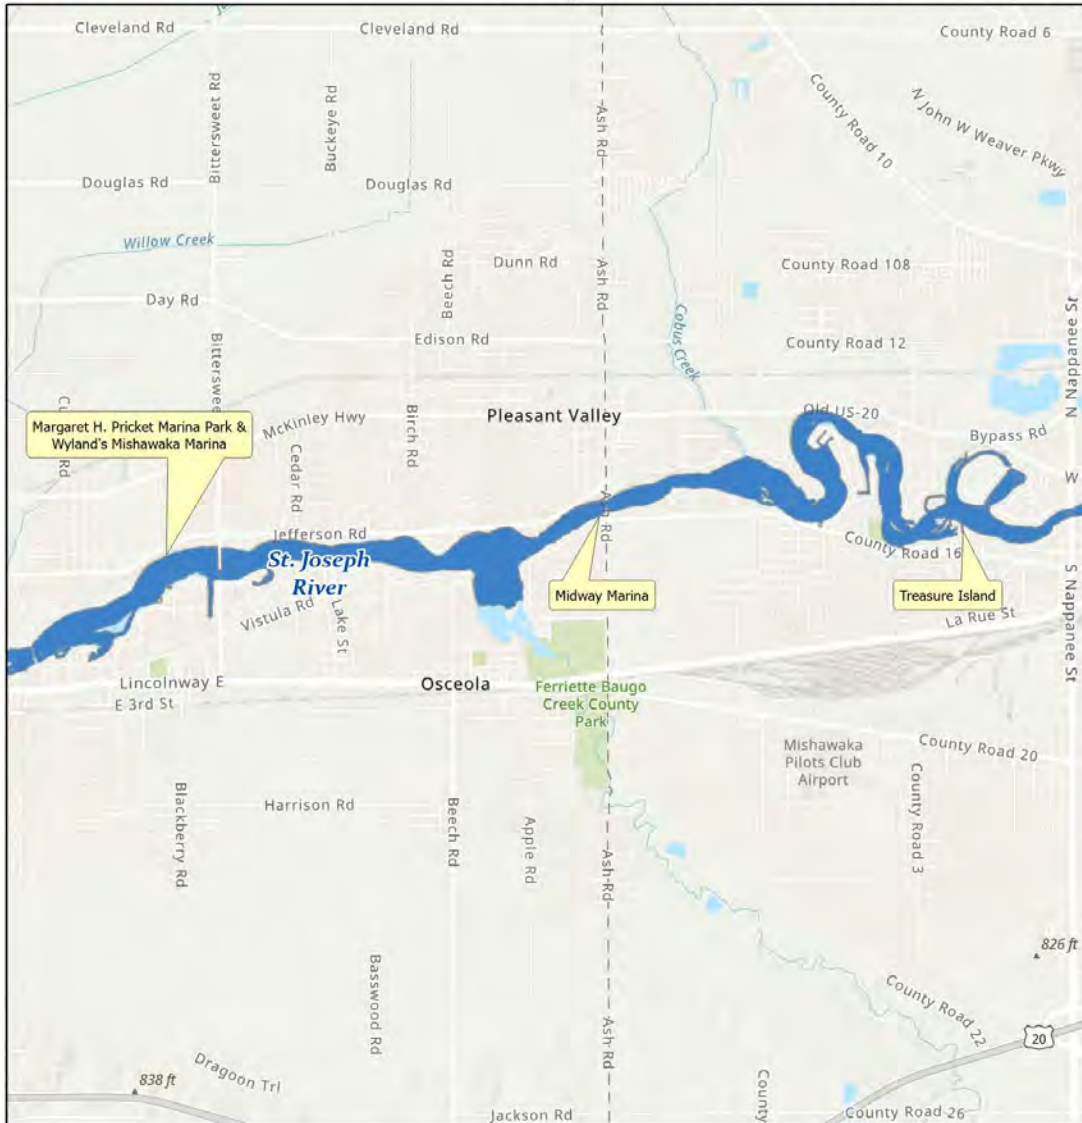 Cleveland Rd
Cleveland Rd
County Road 6
Bittersweet Rd
Buckeye Rd
Ash Rd
County Road 10
N John W Weaver Pkwy
Douglas Rd
Douglas Rd
Willow Creek
Beech Rd
Dunn Rd
Ash Rd
County Road 108
Day Rd
Edison Rd
Cobus Creek
County Road 12
N Nappanee St
Margaret H. Pricket Marina Park &
Wyland's Mishawaka Marina
McKinley Hwy
Birch Rd
Pleasant Valley
Old US-20
Bypass Rd
Cedar Rd
W
Jefferson Rd
Ash Rd
County Road 16
St. Joseph
River
Midway Marina
Treasure Island
Vistula Rd
Lake St
La Rue St
S Nappanee St
Lincolnway E
E 3rd St
Osceola
Ferriette Baugo
Creek County
Park
Mishawaka
Pilots Club
Airport
County Road 20
Blackberry Rd
Harrison Rd
Beech Rd
Apple Rd
Ash Rd
County Road 3
826 ft
Basswood Rd
County Road 22
Ash Rd
20
838 ft
Dragoon Trl
Jackson Rd
County
County Road 26